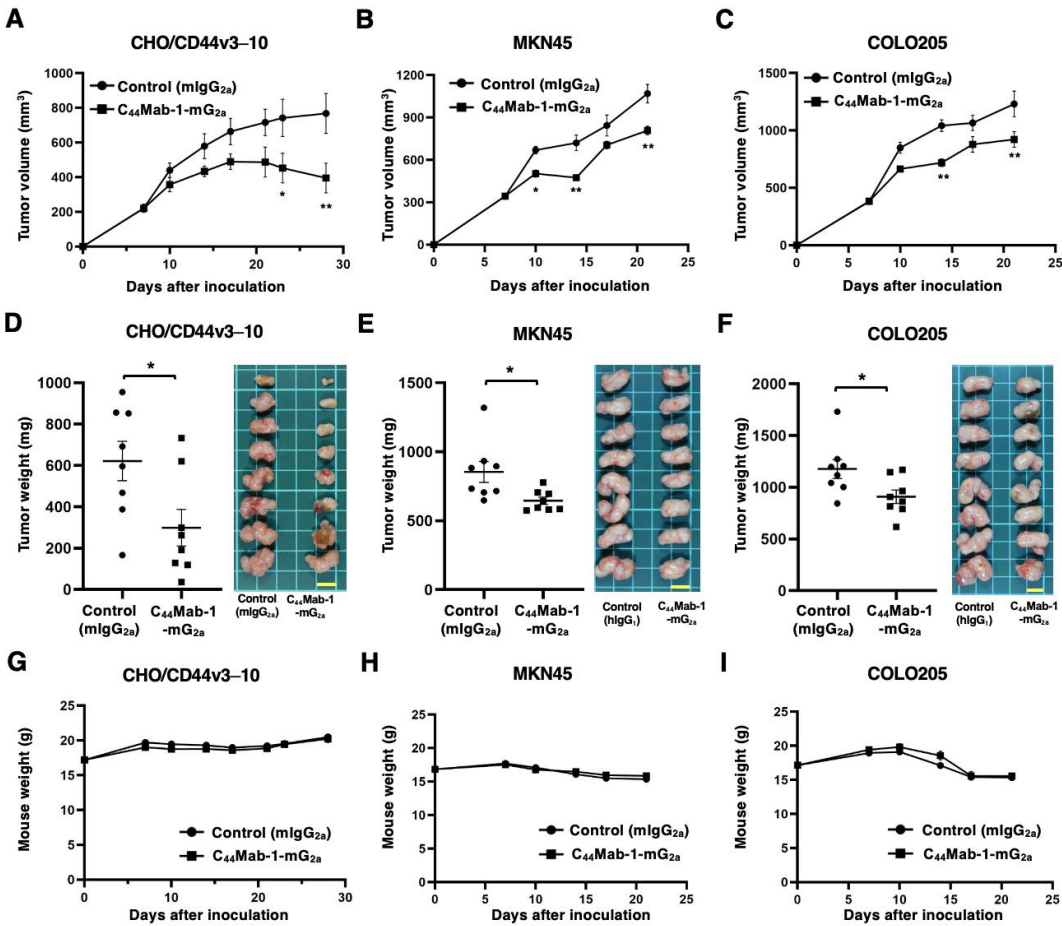 A
CHO/CD44v3–10
Tumor volume (mm³)
1000
800
600
400
200
0
Control (mIgG2a)
C44Mab-1-mG2a
*
**
0
10
20
30
Days after inoculation
B
MKN45
Tumor volume (mm³)
1200
900
600
300
0
Control (mIgG2a)
C44Mab-1-mG2a
*
**
**
0
5
10
15
20
25
Days after inoculation
C
COLO205
Tumor volume (mm³)
1500
1000
500
0
Control (mIgG2a)
C44Mab-1-mG2a
**
**
0
5
10
15
20
25
Days after inoculation
D
CHO/CD44v3–10
Tumor weight (mg)
1000
800
600
400
200
0
*
Control
(mIgG2a)
C44Mab-1
-mG2a
Control
(mIgG2a)
C44Mab-1
-mG2a
E
MKN45
Tumor weight (mg)
1500
1000
500
0
*
Control
(mIgG2a)
C44Mab-1
-mG2a
Control
(hIgG1)
C44Mab-1
-mG2a
F
COLO205
Tumor weight (mg)
2000
1500
1000
500
0
*
Control
(mIgG2a)
C44Mab-1
-mG2a
Control
(hIgG1)
C44Mab-1
-mG2a
G
CHO/CD44v3–10
Mouse weight (g)
25
20
15
10
5
0
Control (mIgG2a)
C44Mab-1-mG2a
0
10
20
30
Days after inoculation
H
MKN45
Mouse weight (g)
25
20
15
10
5
0
Control (mIgG2a)
C44Mab-1-mG2a
0
5
10
15
20
25
Days after inoculation
I
COLO205
Mouse weight (g)
25
20
15
10
5
0
Control (mIgG2a)
C44Mab-1-mG2a
0
5
10
15
20
25
Days after inoculation